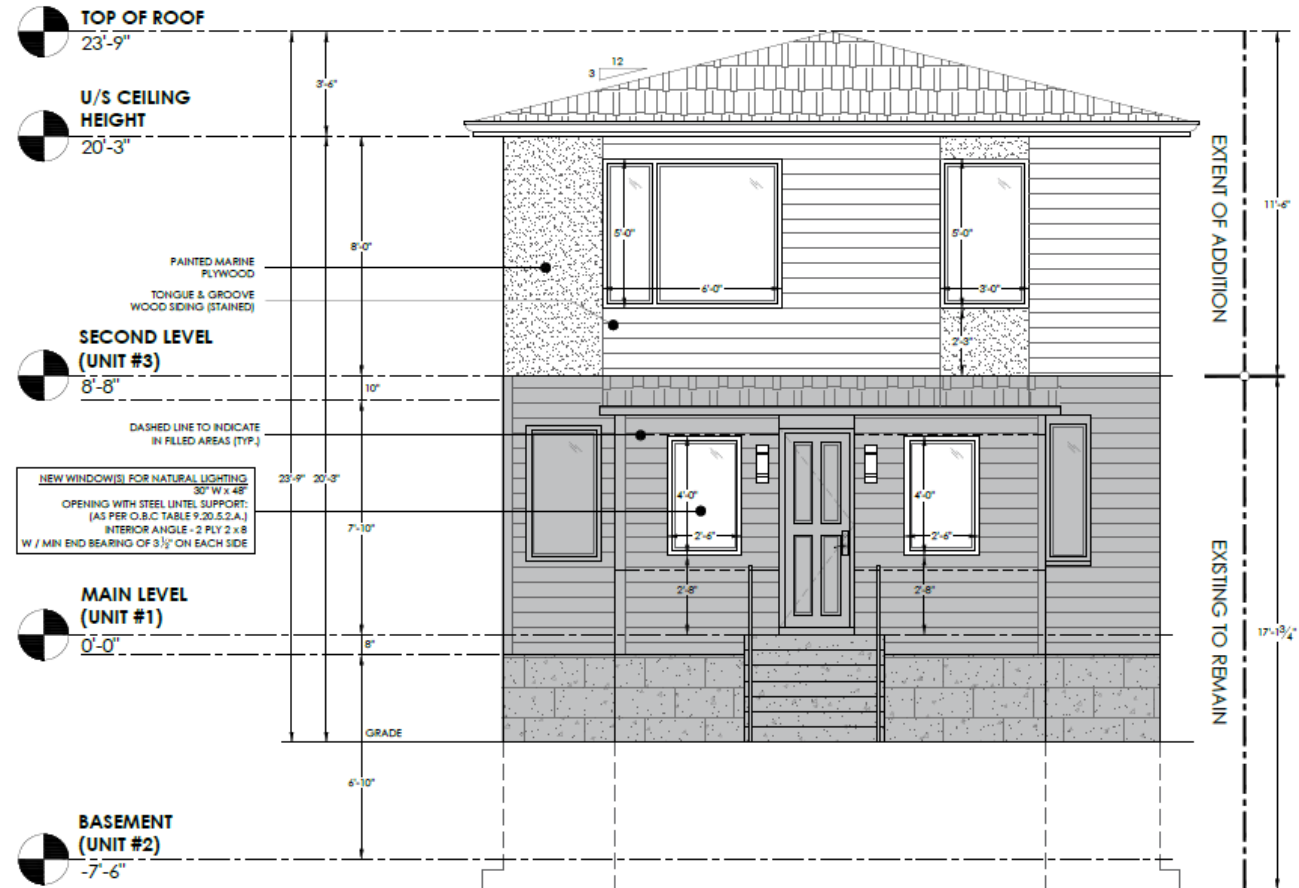 TOP OF ROOF
23'-9"
U/S CEILING
HEIGHT
20'-3"
3'-6"
12
3
EXTENT OF ADDITION
11'-6"
8'-0"
5'-0"
6'-0"
5'-0"
3'-0"
2'-3"
PAINTED MARINE
PLYWOOD
TONGUE & GROOVE
WOOD SIDING (STAINED)
SECOND LEVEL
(UNIT #3)
8'-8"
10"
DASHED LINE TO INDICATE
IN FILLED AREAS (TYP.)
NEW WINDOW(S) FOR NATURAL LIGHTING
30" W x 48"
OPENING WITH STEEL LINTEL SUPPORT:
(AS PER O.B.C TABLE 9.20.5.2.A.)
INTERIOR ANGLE - 2 PLY 2 x 8
W / MIN END BEARING OF 3½" ON EACH SIDE
23'-9"
20'-3"
7'-10"
4'-0"
2'-6"
2'-8"
4'-0"
2'-6"
2'-8"
EXISTING TO REMAIN
17'-1¾"
MAIN LEVEL
(UNIT #1)
0'-0"
8"
GRADE
6'-10"
BASEMENT
(UNIT #2)
-7'-6"